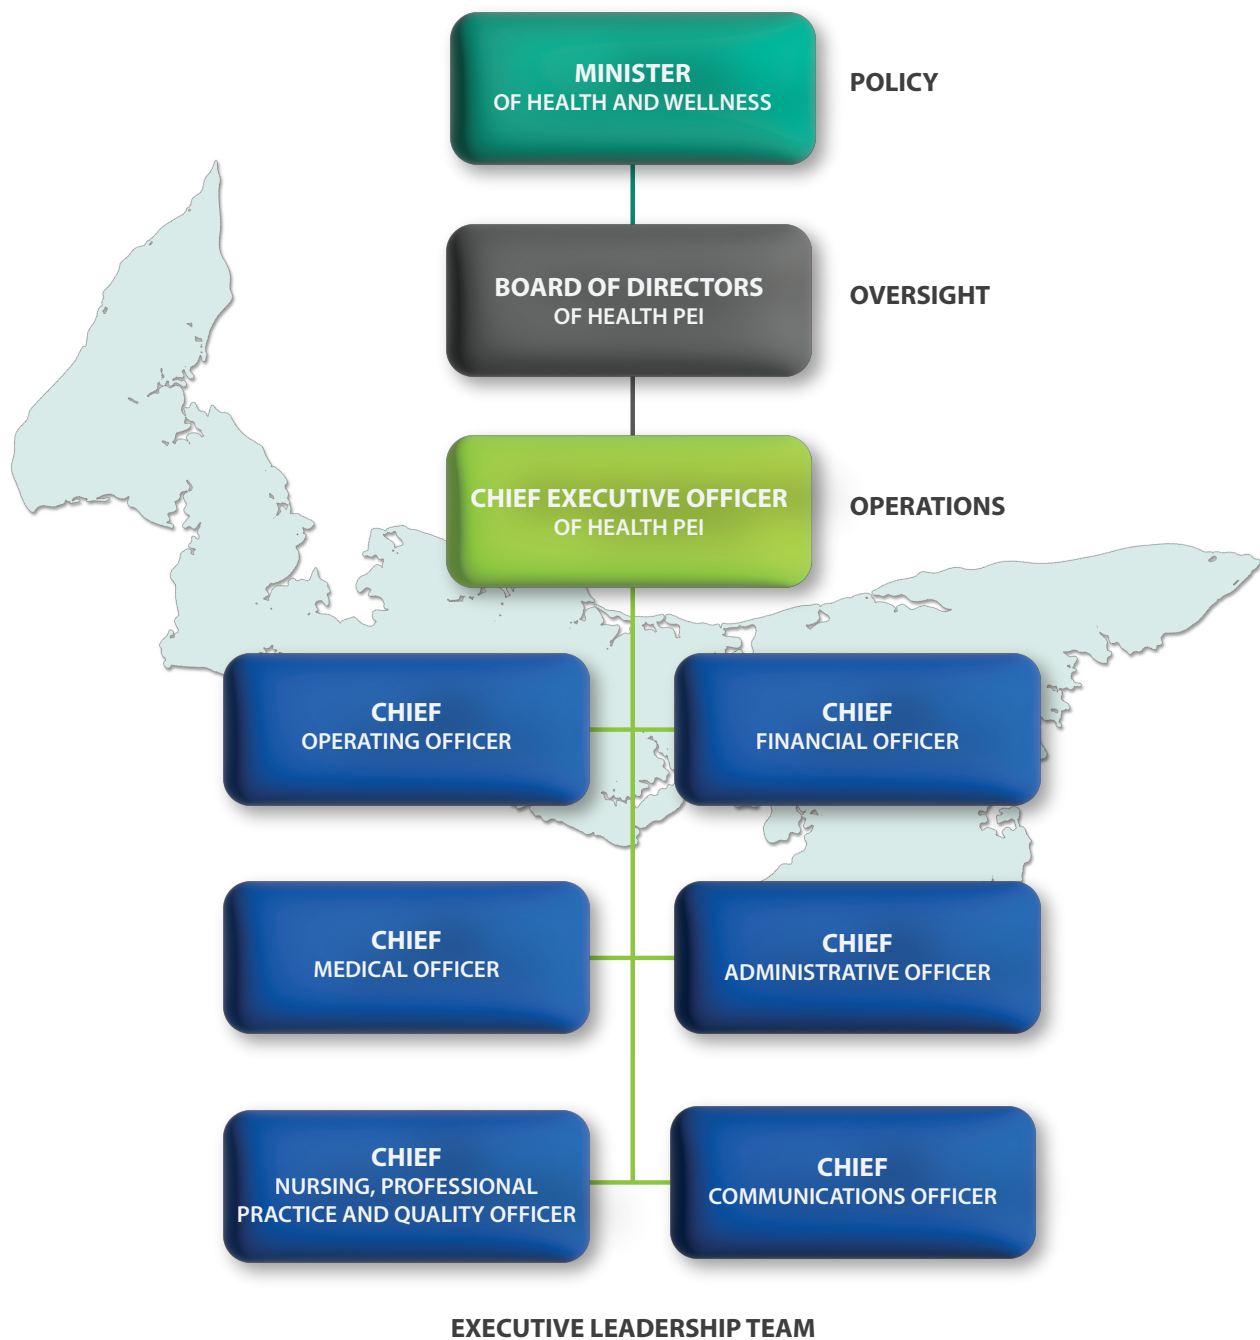 MINISTER
OF HEALTH AND WELLNESS
POLICY
BOARD OF DIRECTORS
OF HEALTH PEI
OVERSIGHT
CHIEF EXECUTIVE OFFICER
OF HEALTH PEI
OPERATIONS
CHIEF
OPERATING OFFICER
CHIEF
FINANCIAL OFFICER
CHIEF
MEDICAL OFFICER
CHIEF
ADMINISTRATIVE OFFICER
CHIEF
NURSING, PROFESSIONAL
PRACTICE AND QUALITY OFFICER
CHIEF
COMMUNICATIONS OFFICER
EXECUTIVE LEADERSHIP TEAM